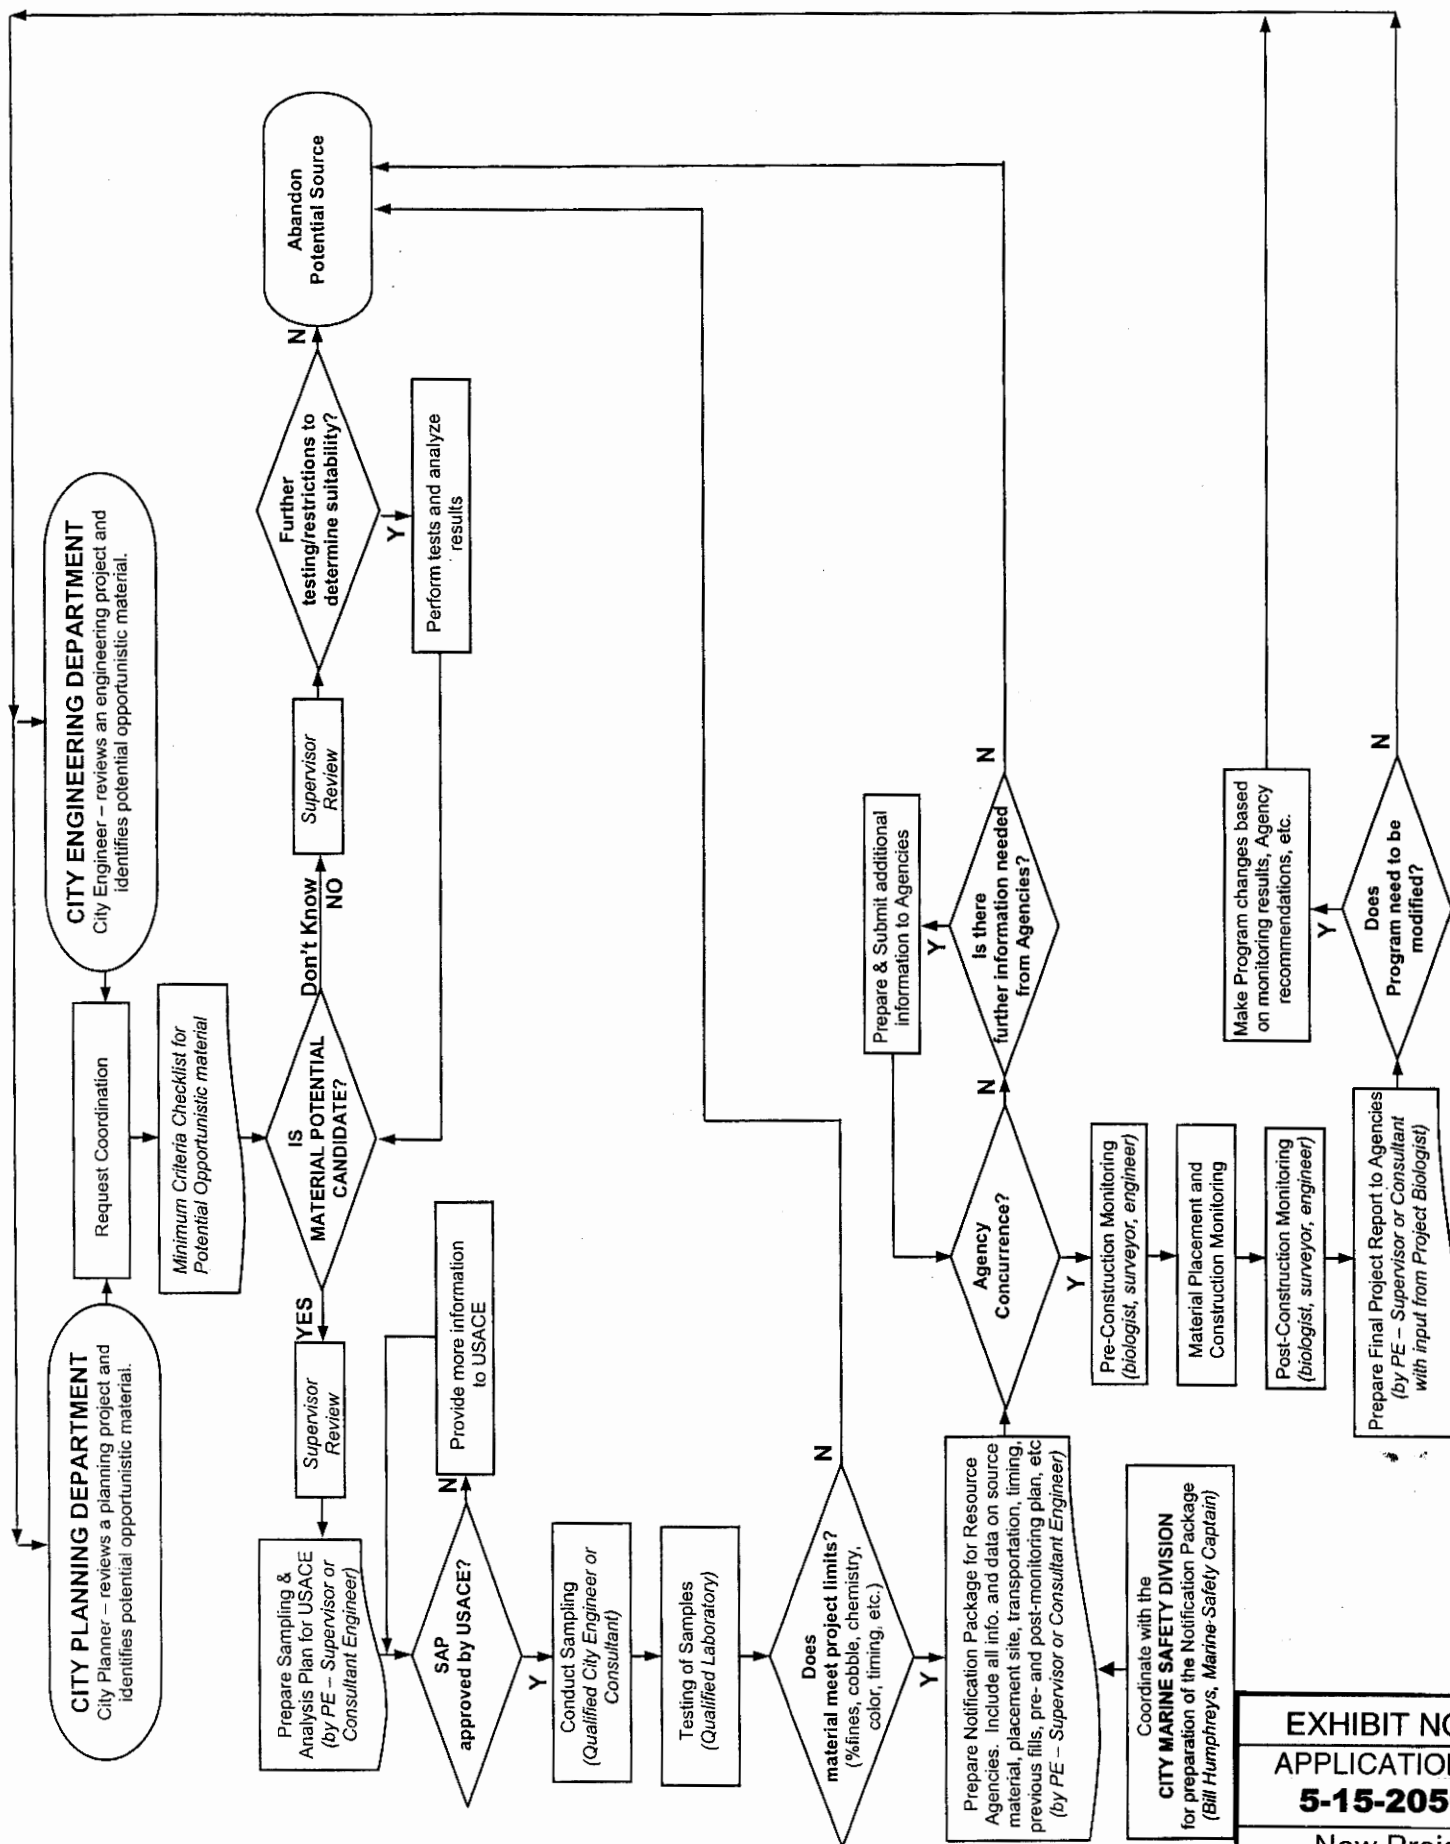 CITY PLANNING DEPARTMENT
City Planner – reviews a planning project and
identifies potential opportunistic material.
Request Coordination
CITY ENGINEERING DEPARTMENT
City Engineer – reviews an engineering project and
identifies potential opportunistic material.
Minimum Criteria Checklist for
Potential Opportunistic material
IS
MATERIAL POTENTIAL
CANDIDATE?
YES
Don't Know
NO
Supervisor
Review
Supervisor
Review
Further
testing/restrictions to
determine suitability?
N
Y
Abandon
Potential Source
Perform tests and analyze
results
Prepare Sampling &
Analysis Plan for USACE
(by PE – Supervisor or
Consultant Engineer)
SAP
approved by USACE?
N
Y
Provide more information
to USACE
Conduct Sampling
(Qualified City Engineer or
Consultant)
Testing of Samples
(Qualified Laboratory)
Does
material meet project limits?
(%fines, cobble, chemistry,
color, timing, etc.)
N
Y
Prepare Notification Package for Resource
Agencies. Include all info. and data on source
material, placement site, transportation, timing,
previous fills, pre- and post-monitoring plan, etc
(by PE – Supervisor or Consultant Engineer)
Coordinate with the
CITY MARINE SAFETY DIVISION
for preparation of the Notification Package
(Bill Humphreys, Marine Safety Captain)
Agency
Concurrence?
N
Y
Is there
further information needed
from Agencies?
N
Y
Prepare & Submit additional
information to Agencies
Pre-Construction Monitoring
(biologist, surveyor, engineer)
Material Placement and
Construction Monitoring
Post-Construction Monitoring
(biologist, surveyor, engineer)
Prepare Final Project Report to Agencies
(by PE – Supervisor or Consultant
with input from Project Biologist)
Does
Program need to be
modified?
N
Y
Make Program changes based
on monitoring results, Agency
recommendations, etc.
EXHIBIT NO
APPLICATION
5-15-205